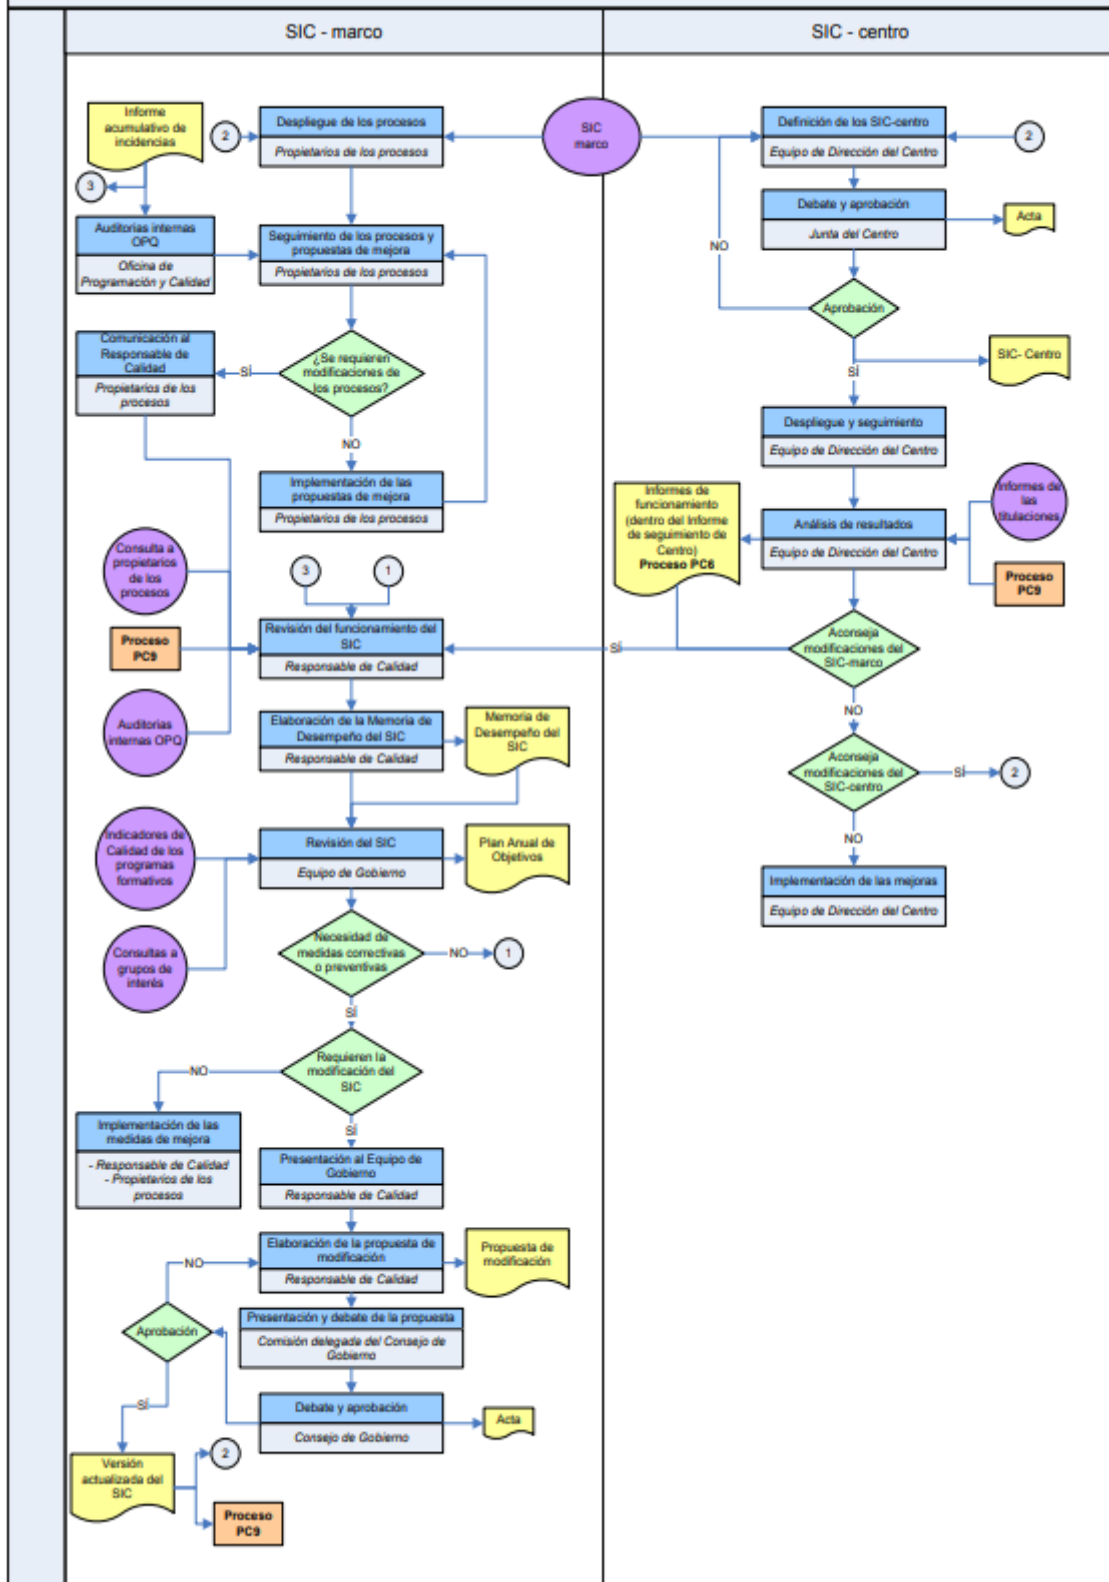 SIC - marco
SIC - centro
Informe
acumulativo de
incidencias
2
Despliegue de los procesos
Propietarios de los procesos
SIC
marco
Definición de los SIC-centro
Equipo de Dirección del Centro
2
3
Auditorias internas
OPQ
Oficina de
Programación y Calidad
Seguimiento de los procesos y
propuestas de mejora
Propietarios de los procesos
NO
Debate y aprobación
Junta del Centro
Acta
Aprobación
Comunicación al
Responsable de
Calidad
Propietarios de los
procesos
SÍ
¿Se requieren
modificaciones de
los procesos?
SIC- Centro
SÍ
NO
Despliegue y seguimiento
Equipo de Dirección del Centro
Implementación de las
propuestas de mejora
Propietarios de los procesos
Informes de
funcionamiento
(dentro del Informe
de seguimiento de
Centro)
Proceso PC6
Análisis de resultados
Equipo de Dirección del Centro
Informes de
las
titulaciones
Consulta a
propietarios
de los
procesos
3
1
Proceso
PC9
Proceso
PC9
Revisión del funcionamiento del
SIC
Responsable de Calidad
SÍ
Aconseja
modificaciones del
SIC-marco
NO
Auditorias
internas OPQ
Elaboración de la Memoria de
Desempeño del SIC
Responsable de Calidad
Memoria de
Desempeño del
SIC
Aconseja
modificaciones del
SIC-centro
SÍ
2
NO
Indicadores de
Calidad de los
programas
formativos
Revisión del SIC
Equipo de Gobierno
Plan Anual de
Objetivos
Implementación de las mejoras
Equipo de Dirección del Centro
Consultas a
grupos de
interés
Necesidad de
medidas correctivas
o preventivas
NO
1
SÍ
Requieren la
modificación del
SIC
NO
SÍ
Implementación de las
medidas de mejora
- Responsable de Calidad
- Propietarios de los
procesos
Presentación al Equipo de
Gobierno
Responsable de Calidad
NO
Elaboración de la propuesta de
modificación
Responsable de Calidad
Propuesta de
modificación
Aprobación
Presentación y debate de la propuesta
Comisión delegada del Consejo de
Gobierno
SÍ
Debate y aprobación
Consejo de Gobierno
Acta
Versión
actualizada del
SIC
2
Proceso
PC9